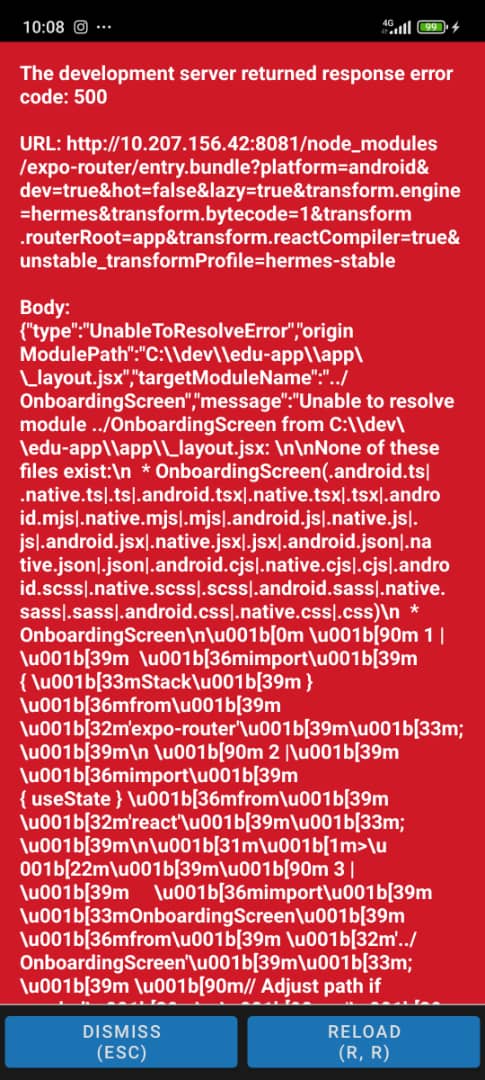 10:08
4G
99
The development server returned response error
code: 500
URL: http://10.207.156.42:8081/node_modules
/expo-router/entry.bundle?platform=android&
dev=true&hot=false&lazy=true&transform.engine
=hermes&transform.bytecode=1&transform
.routerRoot=app&transform.reactCompiler=true&
unstable_transformProfile=hermes-stable
Body:
{"type":"UnableToResolveError","origin
ModulePath":"C:\\dev\\edu-app\\app\
\_layout.jsx","targetModuleName":"../
OnboardingScreen","message":"Unable to resolve
module ../OnboardingScreen from C:\\dev\
\edu-app\\app\\_layout.jsx: \n\nNone of these
files exist:\n  * OnboardingScreen(.android.ts|
.native.ts|.ts|.android.tsx|.native.tsx|.tsx|.andro
id.mjs|.native.mjs|.mjs|.android.js|.native.js|.
js|.android.jsx|.native.jsx|.jsx|.android.json|.na
tive.json|.json|.android.cjs|.native.cjs|.cjs|.andro
id.scss|.native.scss|.scss|.android.sass|.native.
sass|.sass|.android.css|.native.css|.css)\n  *
OnboardingScreen\n\u001b[0m \u001b[90m 1 |
\u001b[39m  \u001b[36mimport\u001b[39m
{ \u001b[33mStack\u001b[39m }
\u001b[36mfrom\u001b[39m
\u001b[32m'expo-router'\u001b[39m\u001b[33m;
\u001b[39m\n \u001b[90m 2 |\u001b[39m
\u001b[36mimport\u001b[39m
{ useState } \u001b[36mfrom\u001b[39m
\u001b[32m'react'\u001b[39m\u001b[33m;
\u001b[39m\n\u001b[31m\u001b[1m>\u
001b[22m\u001b[39m\u001b[90m 3 |
\u001b[39m     \u001b[36mimport\u001b[39m
\u001b[33mOnboardingScreen\u001b[39m
\u001b[36mfrom\u001b[39m \u001b[32m'../
OnboardingScreen'\u001b[39m\u001b[33m;
\u001b[39m \u001b[90m// Adjust path if
DISMISS
(ESC)
RELOAD
(R, R)